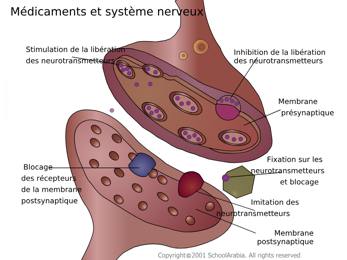 Médicaments et système nerveux
Stimulation de la libération
des neurotransmetteurs
Inhibition de la libération
des neurotransmetteurs
Membrane
présynaptique
Fixation sur les
neurotransmetteurs
et blocage
Blocage
des récepteurs
de la membrane
postsynaptique
Imitation des
neurotransmetteurs
Membrane
postsynaptique
Copyright©2001 SchoolArabia. All rights reserved